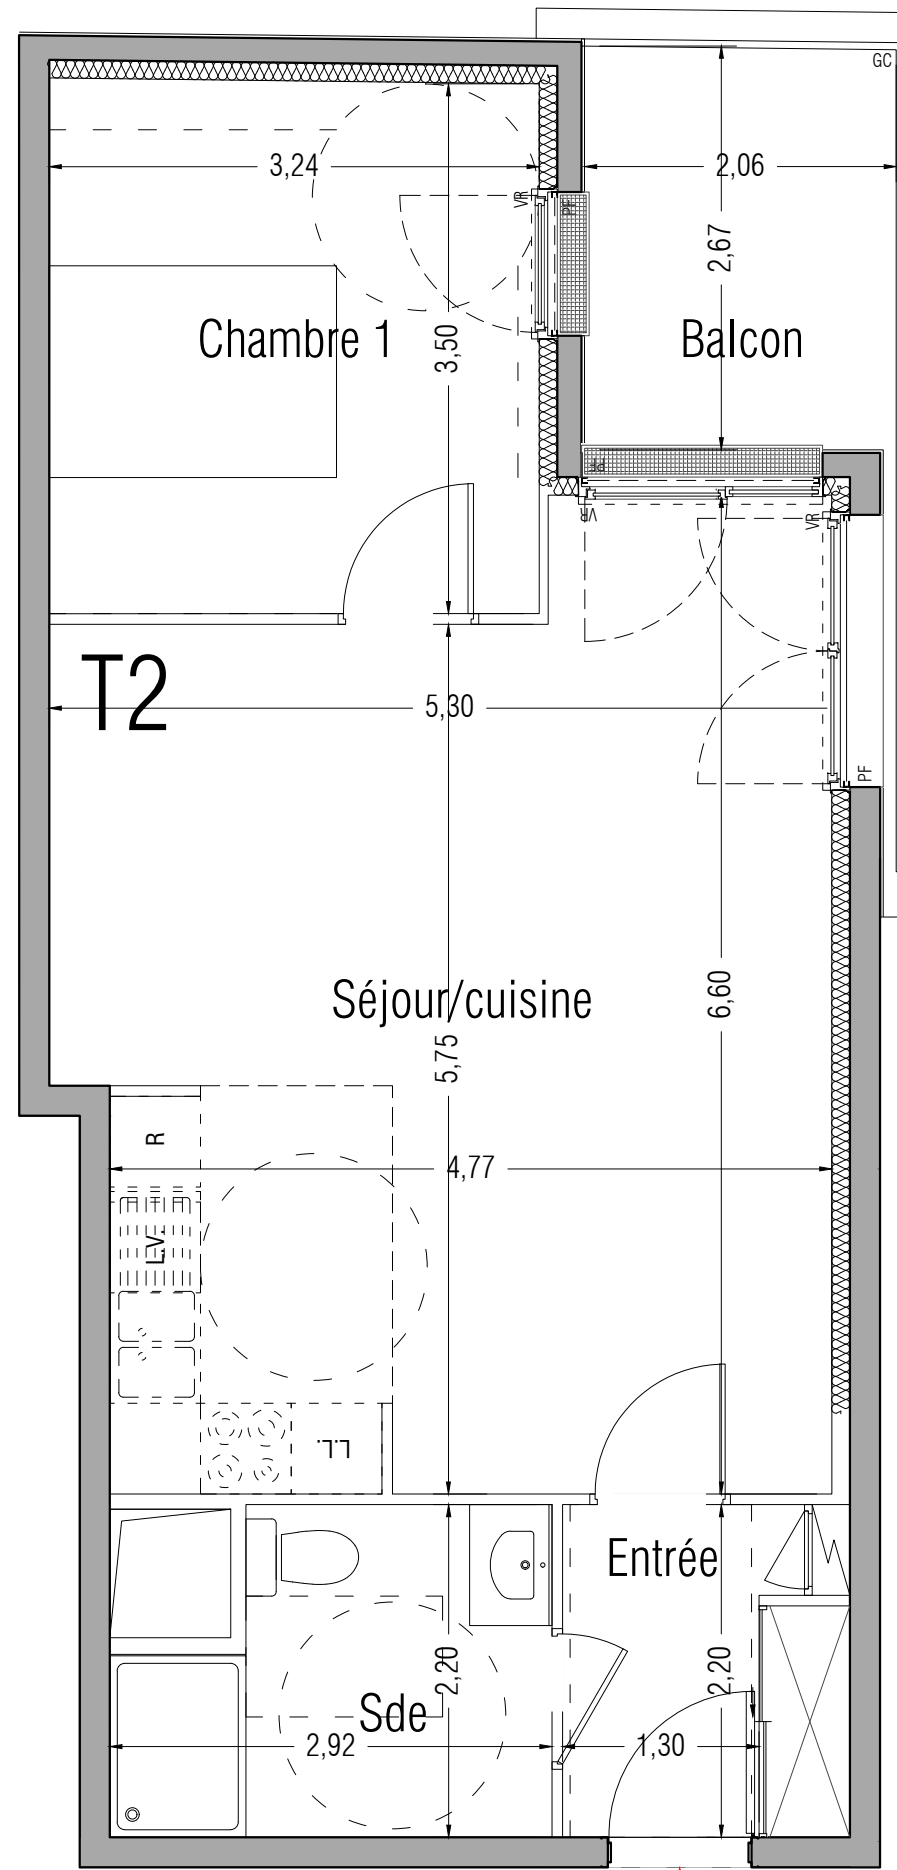 GC
3,24
2,06
VR
PF
2,67
Chambre 1
3,50
Balcon
PF
VR
VR
T2
5,30
PF
Séjour/cuisine
6,60
5,75
R
4,77
L.V.
L.L.
Entrée
2,20
2,20
Sde
2,92
1,30